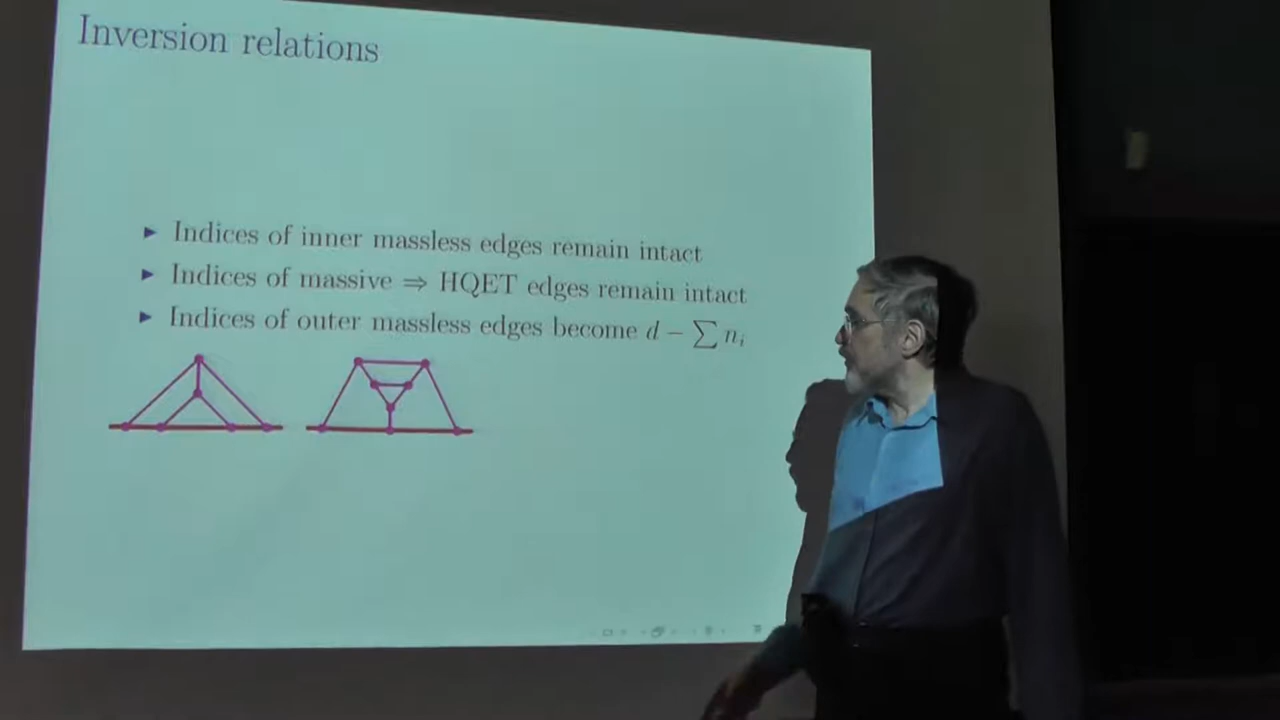 Inversion relations
Indices of inner massless edges remain intact
Indices of massive ⇒ HQET edges remain intact
Indices of outer massless edges become d − ∑ nᵢ